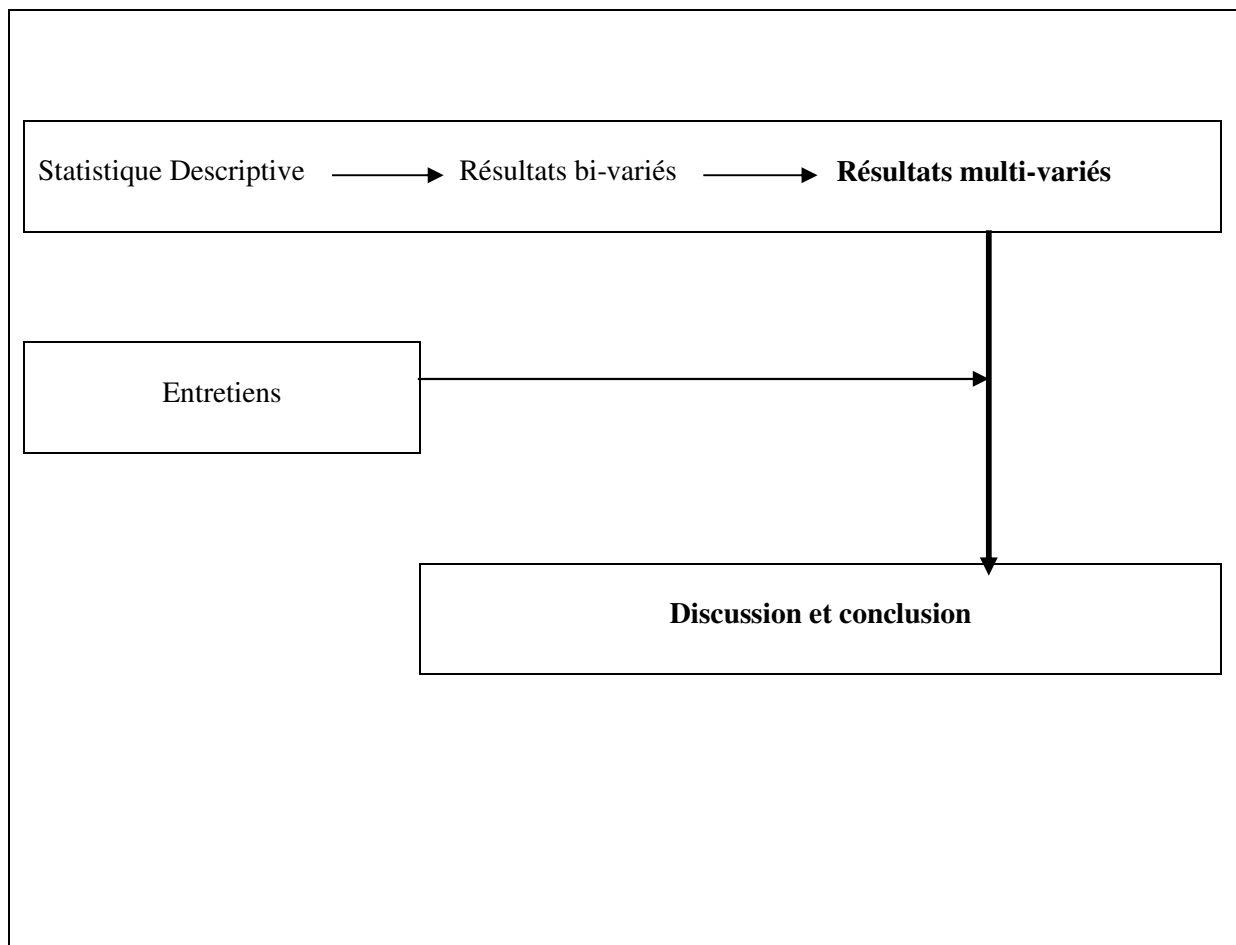 Statistique Descriptive Résultats bi-variés Résultats multi-variés
Entretiens
Discussion et conclusion